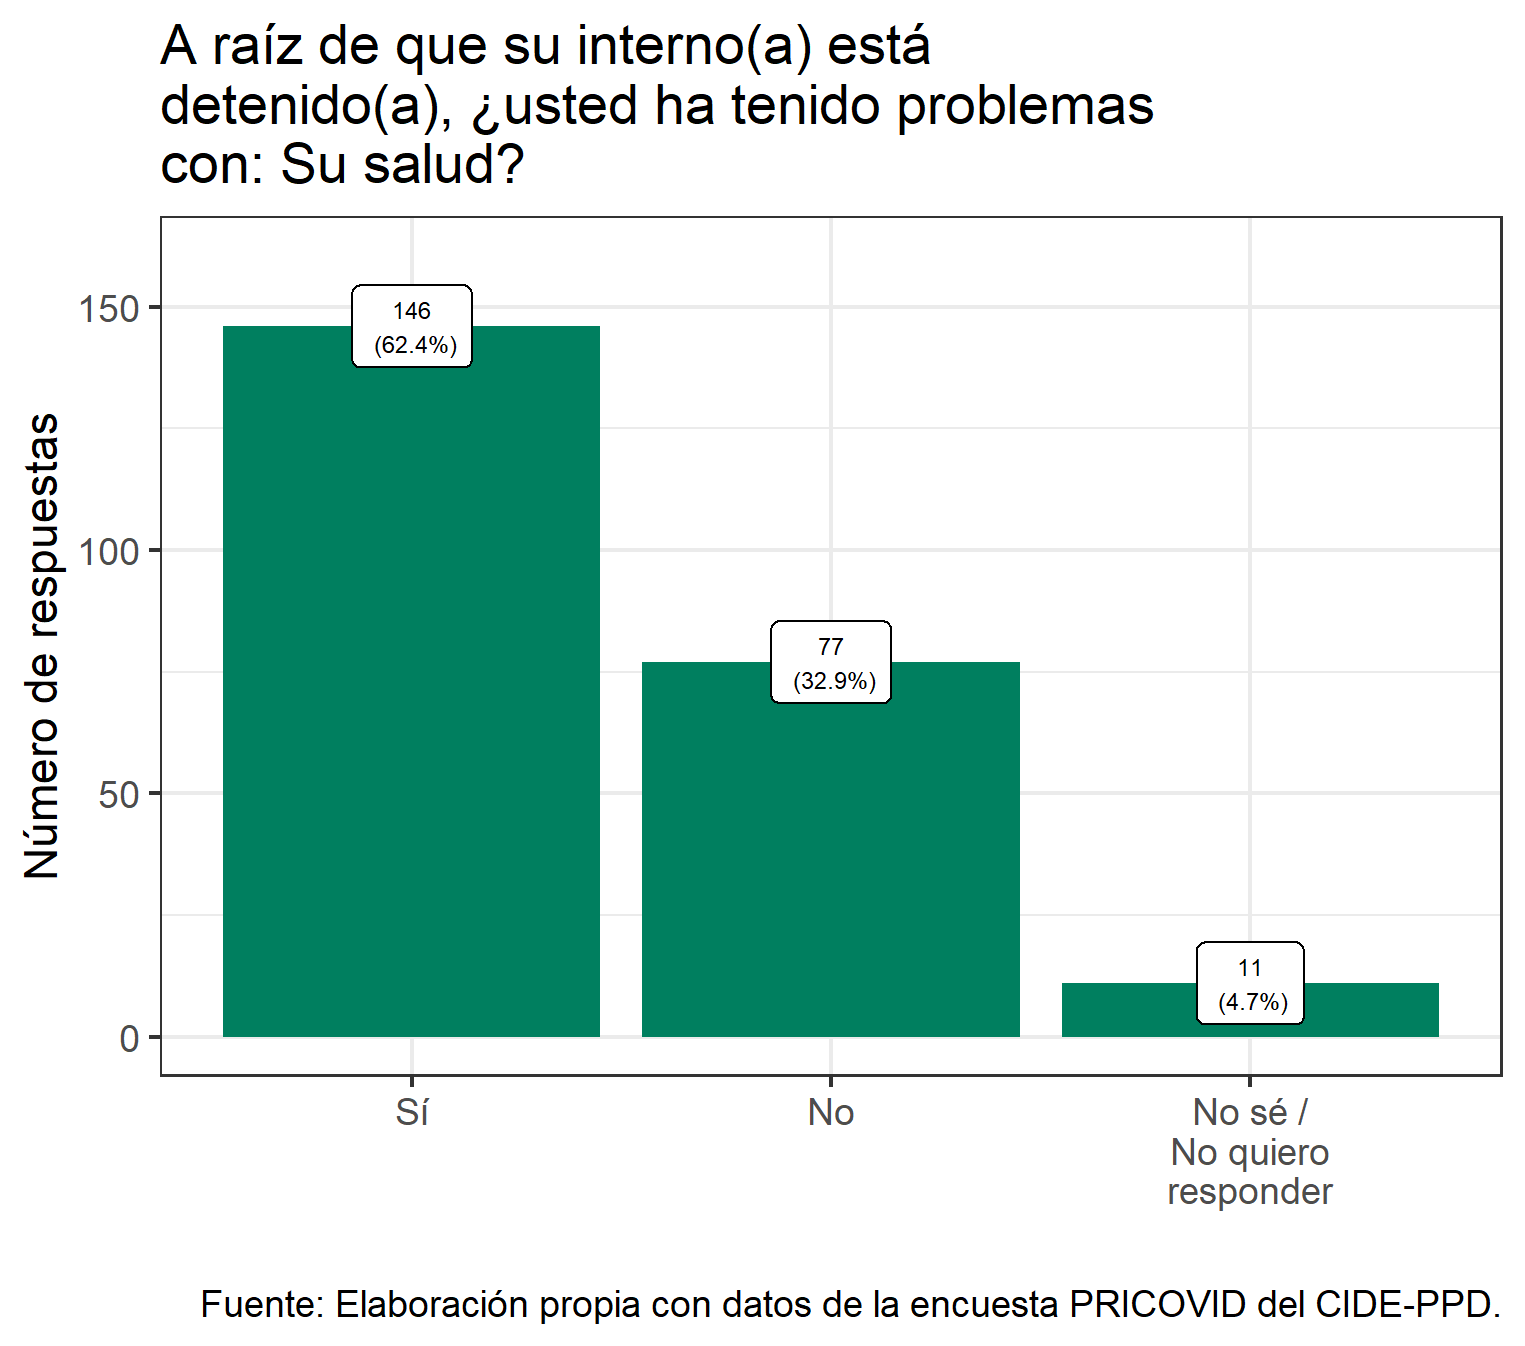 A raíz de que su interno(a) está
detenido(a), ¿usted ha tenido problemas
con: Su salud?
Número de respuestas
150
100
50
0
146
(62.4%)
77
(32.9%)
11
(4.7%)
Sí
No
No sé /
No quiero
responder
Fuente: Elaboración propia con datos de la encuesta PRICOVID del CIDE-PPD.